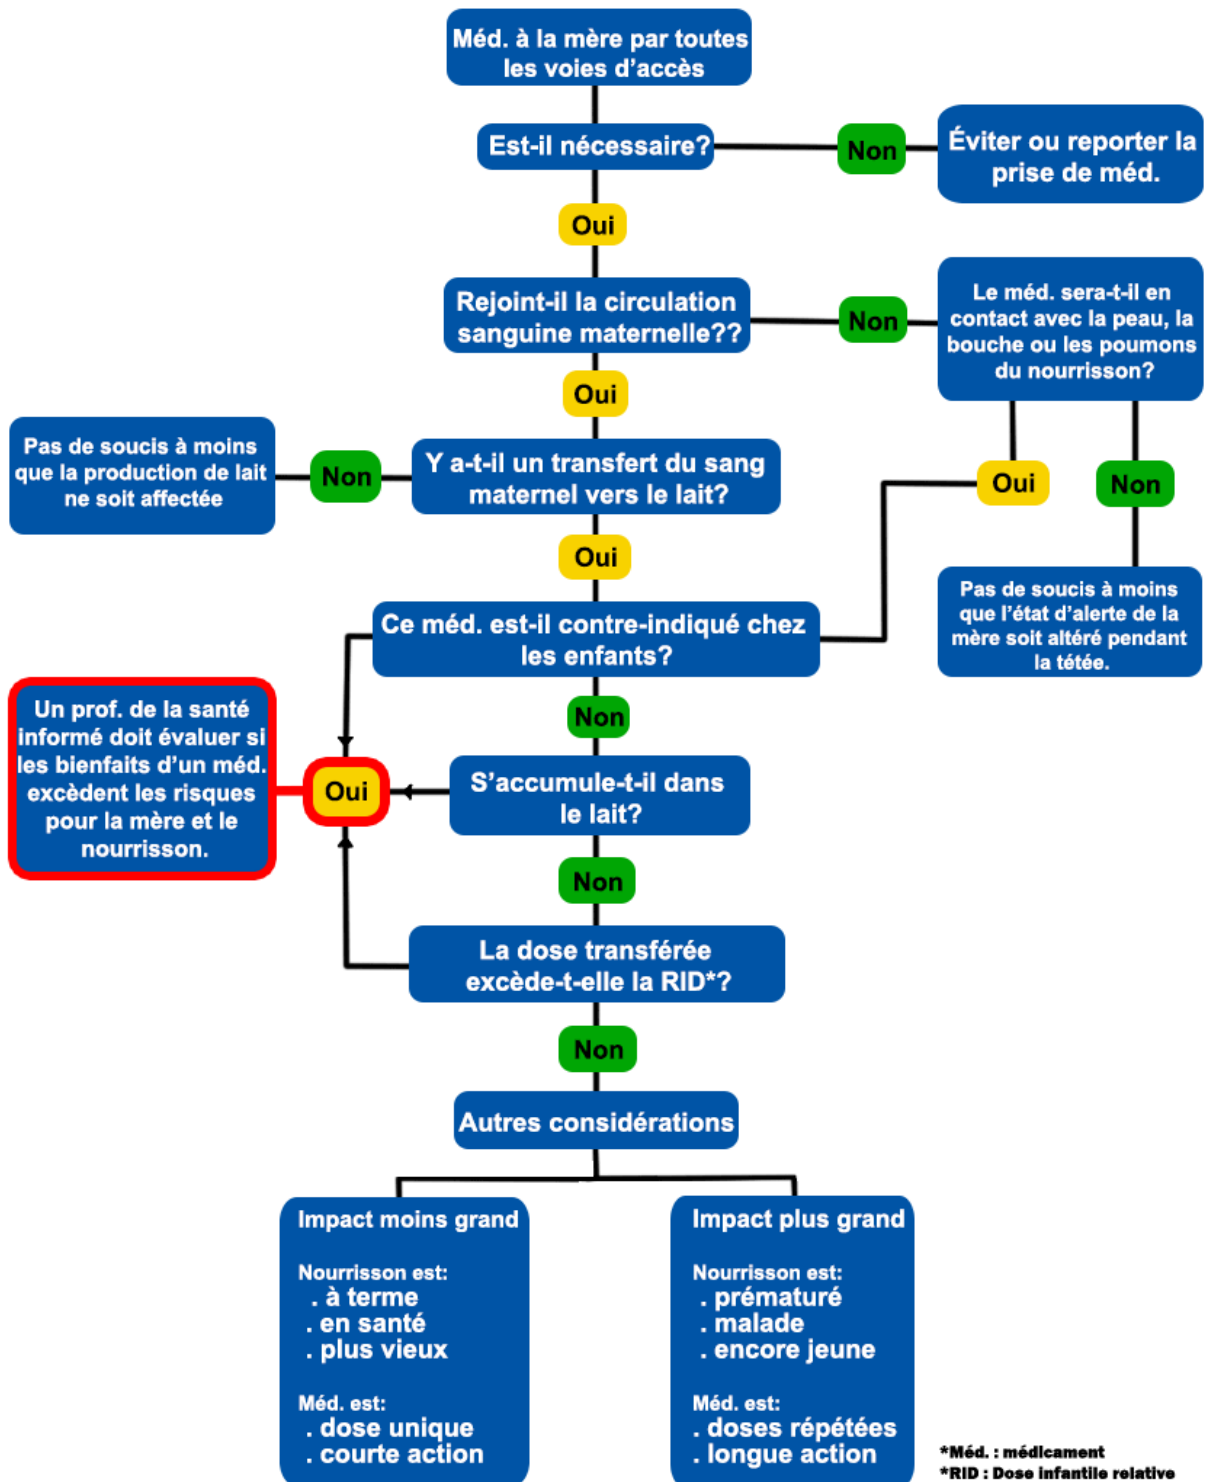 Méd. à la mère par toutes
les voies d'accès
Est-il nécessaire?
Non
Éviter ou reporter la
prise de méd.
Oui
Rejoint-il la circulation
sanguine maternelle??
Non
Le méd. sera-t-il en
contact avec la peau, la
bouche ou les poumons
du nourrisson?
Oui
Pas de soucis à moins
que la production de lait
ne soit affectée
Non
Y a-t-il un transfert du sang
maternel vers le lait?
Oui
Non
Oui
Pas de soucis à moins
que l'état d'alerte de la
mère soit altéré pendant
la tétée.
Ce méd. est-il contre-indiqué chez
les enfants?
Non
Un prof. de la santé
informé doit évaluer si
les bienfaits d'un méd.
excèdent les risques
pour la mère et le
nourrisson.
Oui
S'accumule-t-il dans
le lait?
Non
La dose transférée
excède-t-elle la RID*?
Non
Autres considérations
Impact moins grand
Nourrisson est:
. à terme
. en santé
. plus vieux
Méd. est:
. dose unique
. courte action
Impact plus grand
Nourrisson est:
. prématuré
. malade
. encore jeune
Méd. est:
. doses répétées
. longue action
*Méd. : médicament
*RID : Dose infantile relative